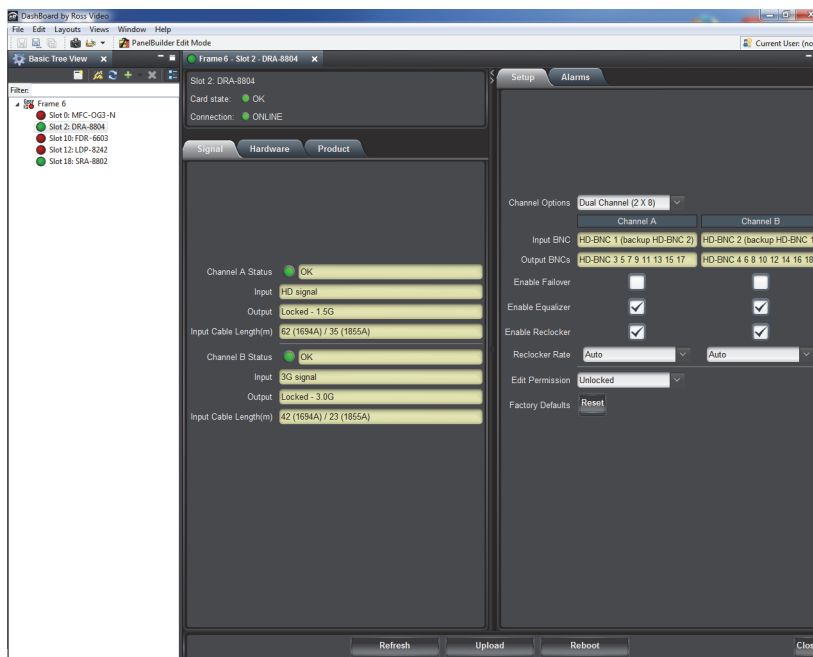 DashBoard by Ross Video
File Edit Layouts Views Window Help
PanelBuilder Edit Mode
Current User: (no
Basic Tree View
Filter:
Frame 6
Slot 0: MFC-OG3-N
Slot 2: DRA-8804
Slot 10: FDR-6603
Slot 12: LDP-8242
Slot 18: SRA-8802
Frame 6 - Slot 2 - DRA-8804
Slot 2: DRA-8804
Card state: OK
Connection: ONLINE
Signal Hardware Product
Channel A Status OK
Input HD signal
Output Locked - 1.5G
Input Cable Length(m) 62 (1694A) / 35 (1855A)
Channel B Status OK
Input 3G signal
Output Locked - 3.0G
Input Cable Length(m) 42 (1694A) / 23 (1855A)
Setup Alarms
Channel Options Dual Channel (2 X 8)
Channel A Channel B
Input BNC HD-BNC 1 (backup HD-BNC 2) HD-BNC 2 (backup HD-BNC 1
Output BNCs HD-BNC 3 5 7 9 11 13 15 17 HD-BNC 4 6 8 10 12 14 16 18
Enable Failover
Enable Equalizer
Enable Reclocker
Reclocker Rate Auto Auto
Edit Permission Unlocked
Factory Defaults Reset
Refresh Upload Reboot Clos